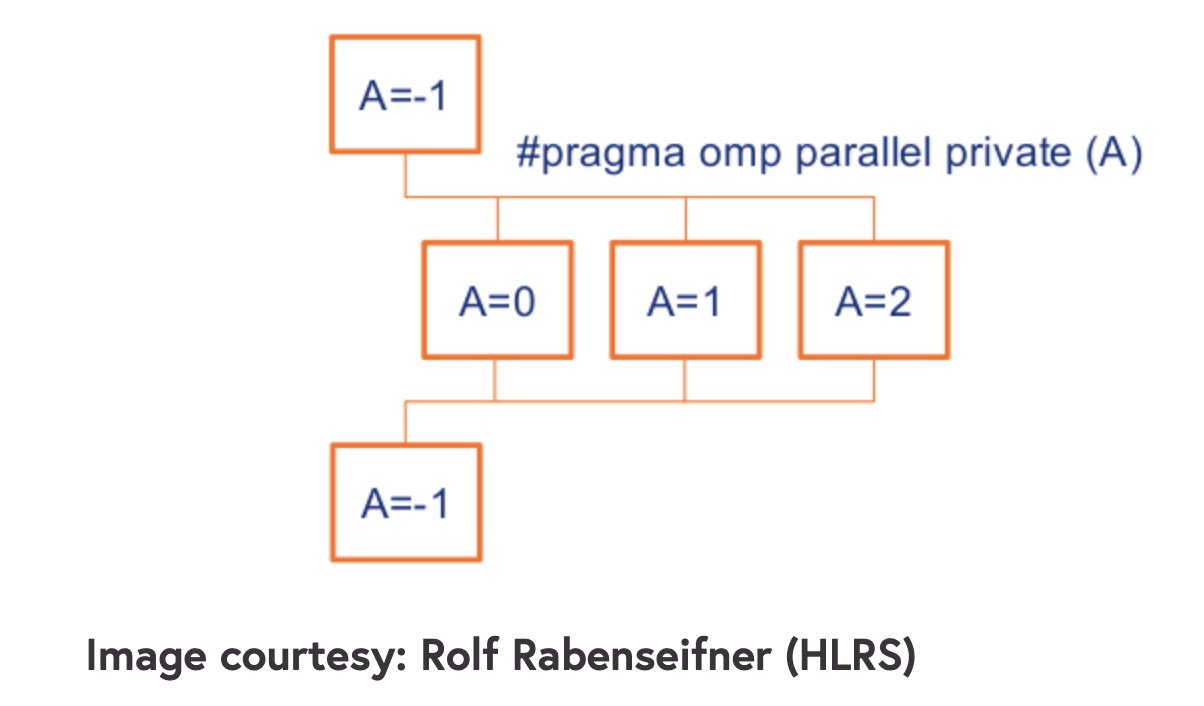 A=-1
#pragma omp parallel private (A)
A=0
A=1
A=2
A=-1
Image courtesy: Rolf Rabenseifner (HLRS)